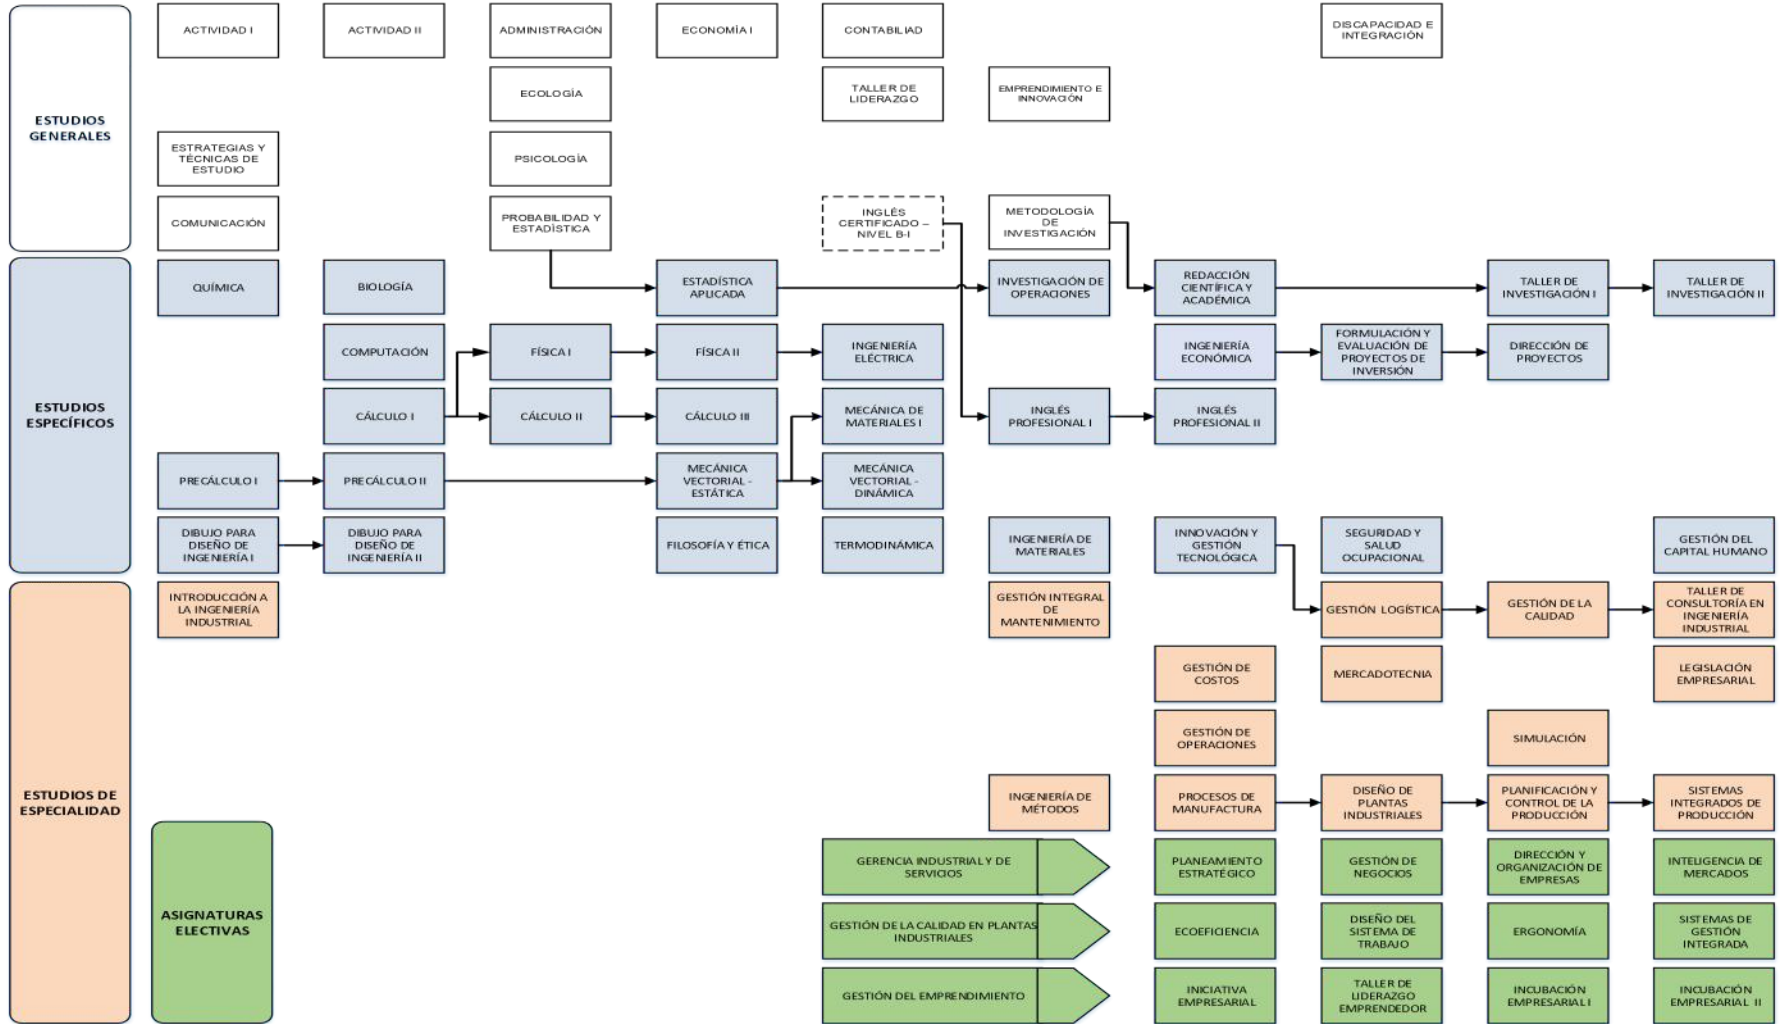 ESTUDIOS
GENERALES
ACTIVIDAD I
ACTIVIDAD II
ADMINISTRACIÓN
ECONOMÍA I
CONTABILIAD
DISCAPACIDAD E
INTEGRACIÓN
ECOLOGÍA
TALLER DE
LIDERAZGO
EMPRENDIMIENTO E
INNOVACIÓN
ESTRATEGIAS Y
TÉCNICAS DE
ESTUDIO
PSICOLOGÍA
COMUNICACIÓN
PROBABILIDAD Y
ESTADÍSTICA
INGLÉS
CERTIFICADO –
NIVEL B-I
METODOLOGÍA
DE
INVESTIGACIÓN
ESTUDIOS
ESPECÍFICOS
QUÍMICA
BIOLOGÍA
ESTADÍSTICA
APLICADA
INVESTIGACIÓN DE
OPERACIONES
REDACCIÓN
CIENTÍFICA Y
ACADÉMICA
TALLER DE
INVESTIGACIÓN I
TALLER DE
INVESTIGACIÓN II
COMPUTACIÓN
FÍSICA I
FÍSICA II
INGENIERÍA
ELÉCTRICA
INGENIERÍA
ECONÓMICA
FORMULACIÓN Y
EVALUACIÓN DE
PROYECTOS DE
INVERSIÓN
DIRECCIÓN DE
PROYECTOS
CÁLCULO I
CÁLCULO II
CÁLCULO III
MECÁNICA DE
MATERIALES I
INGLÉS
PROFESIONAL I
INGLÉS
PROFESIONAL II
PRECÁLCULO I
PRECÁLCULO II
MECÁNICA
VECTORIAL -
ESTÁTICA
MECÁNICA
VECTORIAL -
DINÁMICA
DIBUJO PARA
DISEÑO DE
INGENIERÍA I
DIBUJO PARA
DISEÑO DE
INGENIERÍA II
FILOSOFÍA Y ÉTICA
TERMODINÁMICA
INGENIERÍA DE
MATERIALES
INNOVACIÓN Y
GESTIÓN
TECNOLÓGICA
SEGURIDAD Y
SALUD
OCUPACIONAL
GESTIÓN DEL
CAPITAL HUMANO
ESTUDIOS DE
ESPECIALIDAD
INTRODUCCIÓN A
LA INGENIERÍA
INDUSTRIAL
GESTIÓN INTEGRAL
DE
MANTENIMIENTO
GESTIÓN LOGÍSTICA
GESTIÓN DE LA
CALIDAD
TALLER DE
CONSULTORÍA EN
INGENIERÍA
INDUSTRIAL
GESTIÓN DE
COSTOS
MERCADOTECNIA
LEGISLACIÓN
EMPRESARIAL
GESTIÓN DE
OPERACIONES
SIMULACIÓN
INGENIERÍA DE
MÉTODOS
PROCESOS DE
MANUFACTURA
DISEÑO DE
PLANTAS
INDUSTRIALES
PLANIFICACIÓN Y
CONTROL DE LA
PRODUCCIÓN
SISTEMAS
INTEGRADOS DE
PRODUCCIÓN
ASIGNATURAS
ELECTIVAS
GERENCIA INDUSTRIAL Y DE
SERVICIOS
PLANEAMIENTO
ESTRATÉGICO
GESTIÓN DE
NEGOCIOS
DIRECCIÓN Y
ORGANIZACIÓN DE
EMPRESAS
INTELIGENCIA DE
MERCADOS
GESTIÓN DE LA CALIDAD EN PLANTAS
INDUSTRIALES
ECOEFICIENCIA
DISEÑO DEL
SISTEMA DE
TRABAJO
ERGONOMÍA
SISTEMAS DE
GESTIÓN
INTEGRADA
GESTIÓN DEL EMPRENDIMIENTO
INICIATIVA
EMPRESARIAL
TALLER DE
LIDERAZGO
EMPRENDEDOR
INCUBACIÓN
EMPRESARIAL I
INCUBACIÓN
EMPRESARIAL II